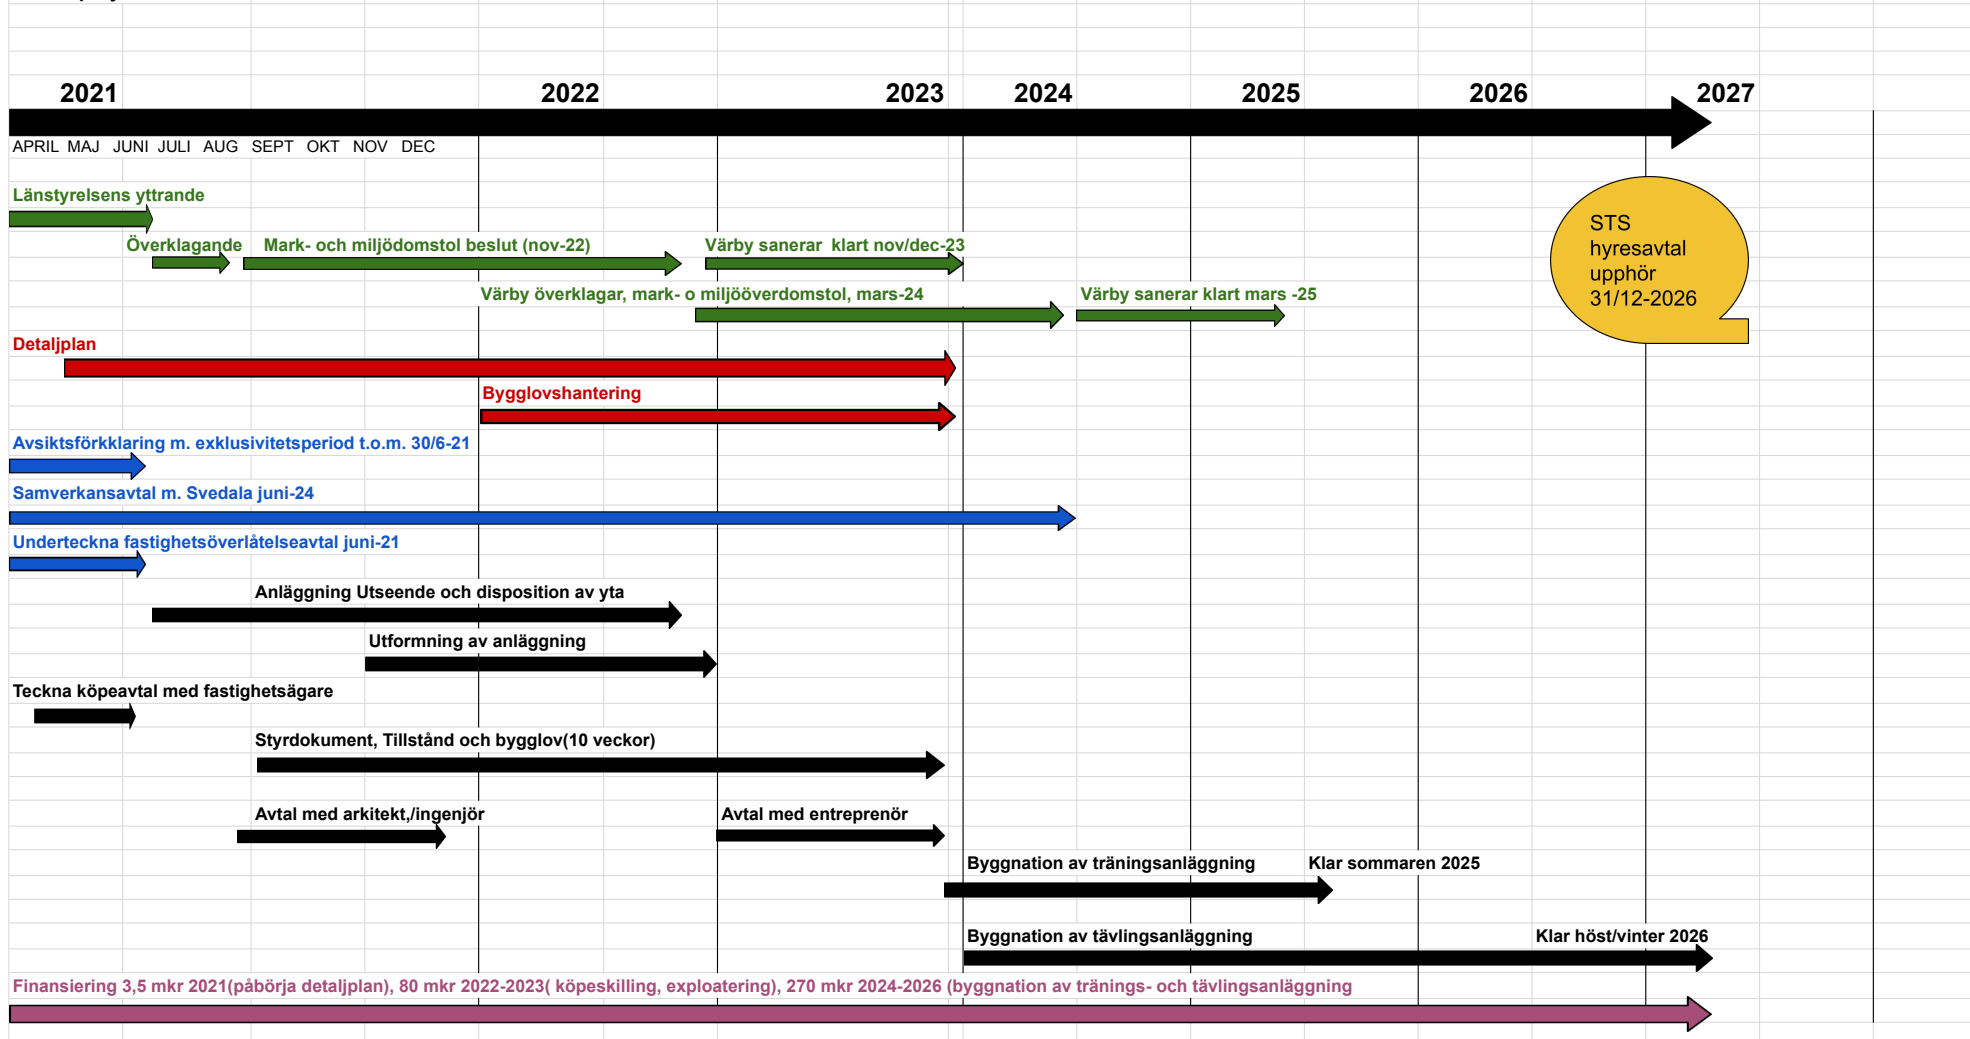 2021 2022 2023 2024 2025 2026 2027
APRIL MAJ JUNI JULI AUG SEPT OKT NOV DEC
Länstyrelsens yttrande
STS
hyresavtal
upphör
31/12-2026
Överklagande Mark- och miljödomstol beslut (nov-22) Värby sanerar klart nov/dec-23
Värby överklagar, mark- o miljööverdomstol, mars-24 Värby sanerar klart mars -25
Detaljplan
Bygglovshantering
Avsiktsförkklaring m. exklusivitetsperiod t.o.m. 30/6-21
Samverkansavtal m. Svedala juni-24
Underteckna fastighetsöverlåtelseavtal juni-21
Anläggning Utseende och disposition av yta
Utformning av anläggning
Teckna köpeavtal med fastighetsägare
Styrdokument, Tillstånd och bygglov(10 veckor)
Avtal med arkitekt,/ingenjör Avtal med entreprenör
Byggnation av träningsanläggning Klar sommaren 2025
Byggnation av tävlingsanläggning Klar höst/vinter 2026
Finansiering 3,5 mkr 2021(påbörja detaljplan), 80 mkr 2022-2023( köpeskilling, exploatering), 270 mkr 2024-2026 (byggnation av tränings- och tävlingsanläggning